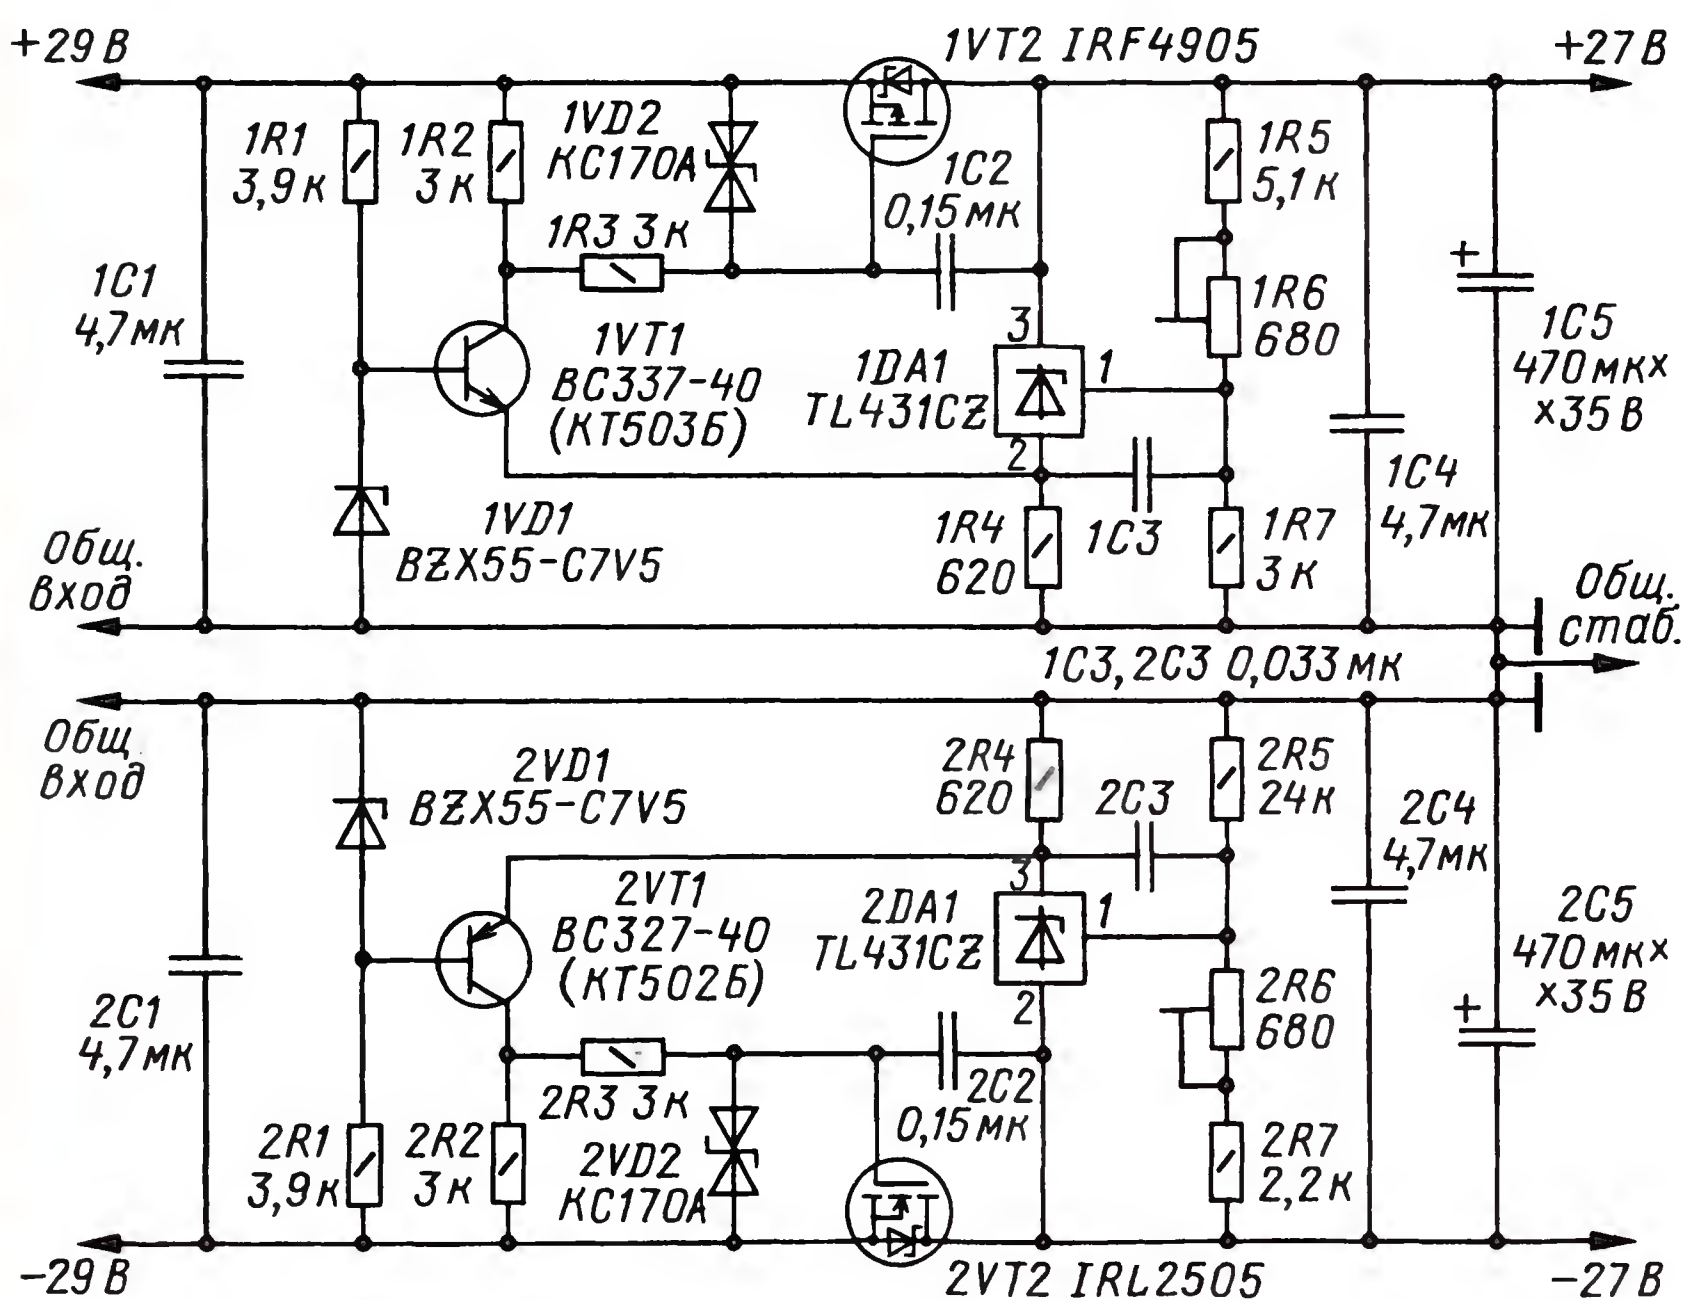 +29 В
1VT2 IRF4905
+27 В
1R1
3,9 к
1R2
3 к
1VD2
КС170А
1C2
0,15 мк
1R5
5,1 к
1R3 3 к
1C1
4,7 мк
1VT1
BC337-40
(КТ503Б)
3
1DA1
TL431CZ
1
2
1R6
680
+
1C5
470 мк×
×35 В
1VD1
BZX55-C7V5
1R4
620
1C3
1R7
3 к
1C4
4,7 мк
Общ.
вход
Общ.
стаб.
1C3, 2C3 0,033 мк
Общ.
вход
2VD1
BZX55-C7V5
2R4
620
2C3
2R5
24 к
2C4
4,7 мк
2VT1
BC327-40
(КТ502Б)
3
2DA1
TL431CZ
1
2
2C5
470 мк×
×35 В
+
2C1
4,7 мк
2R6
680
2R3 3 к
2C2
0,15 мк
2R1
3,9 к
2R2
3 к
2VD2
КС170А
2R7
2,2 к
-29 В
2VT2 IRL2505
-27 В